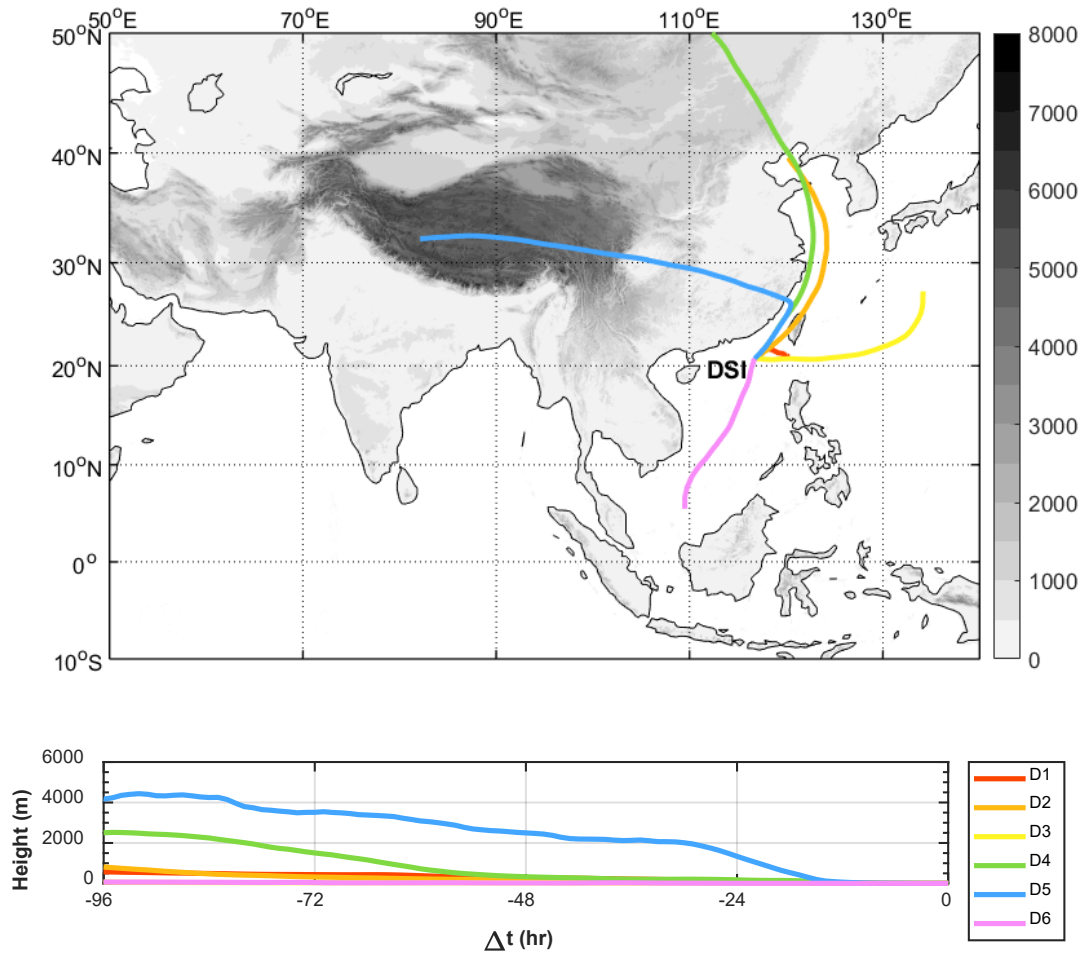 50°E 70°E 90°E 110°E 130°E
50°N
40°N
30°N
20°N
10°N
0°
10°S
DSI
8000
7000
6000
5000
4000
3000
2000
1000
0
6000
4000
2000
0
Height (m)
-96 -72 -48 -24 0
Δt (hr)
D1
D2
D3
D4
D5
D6